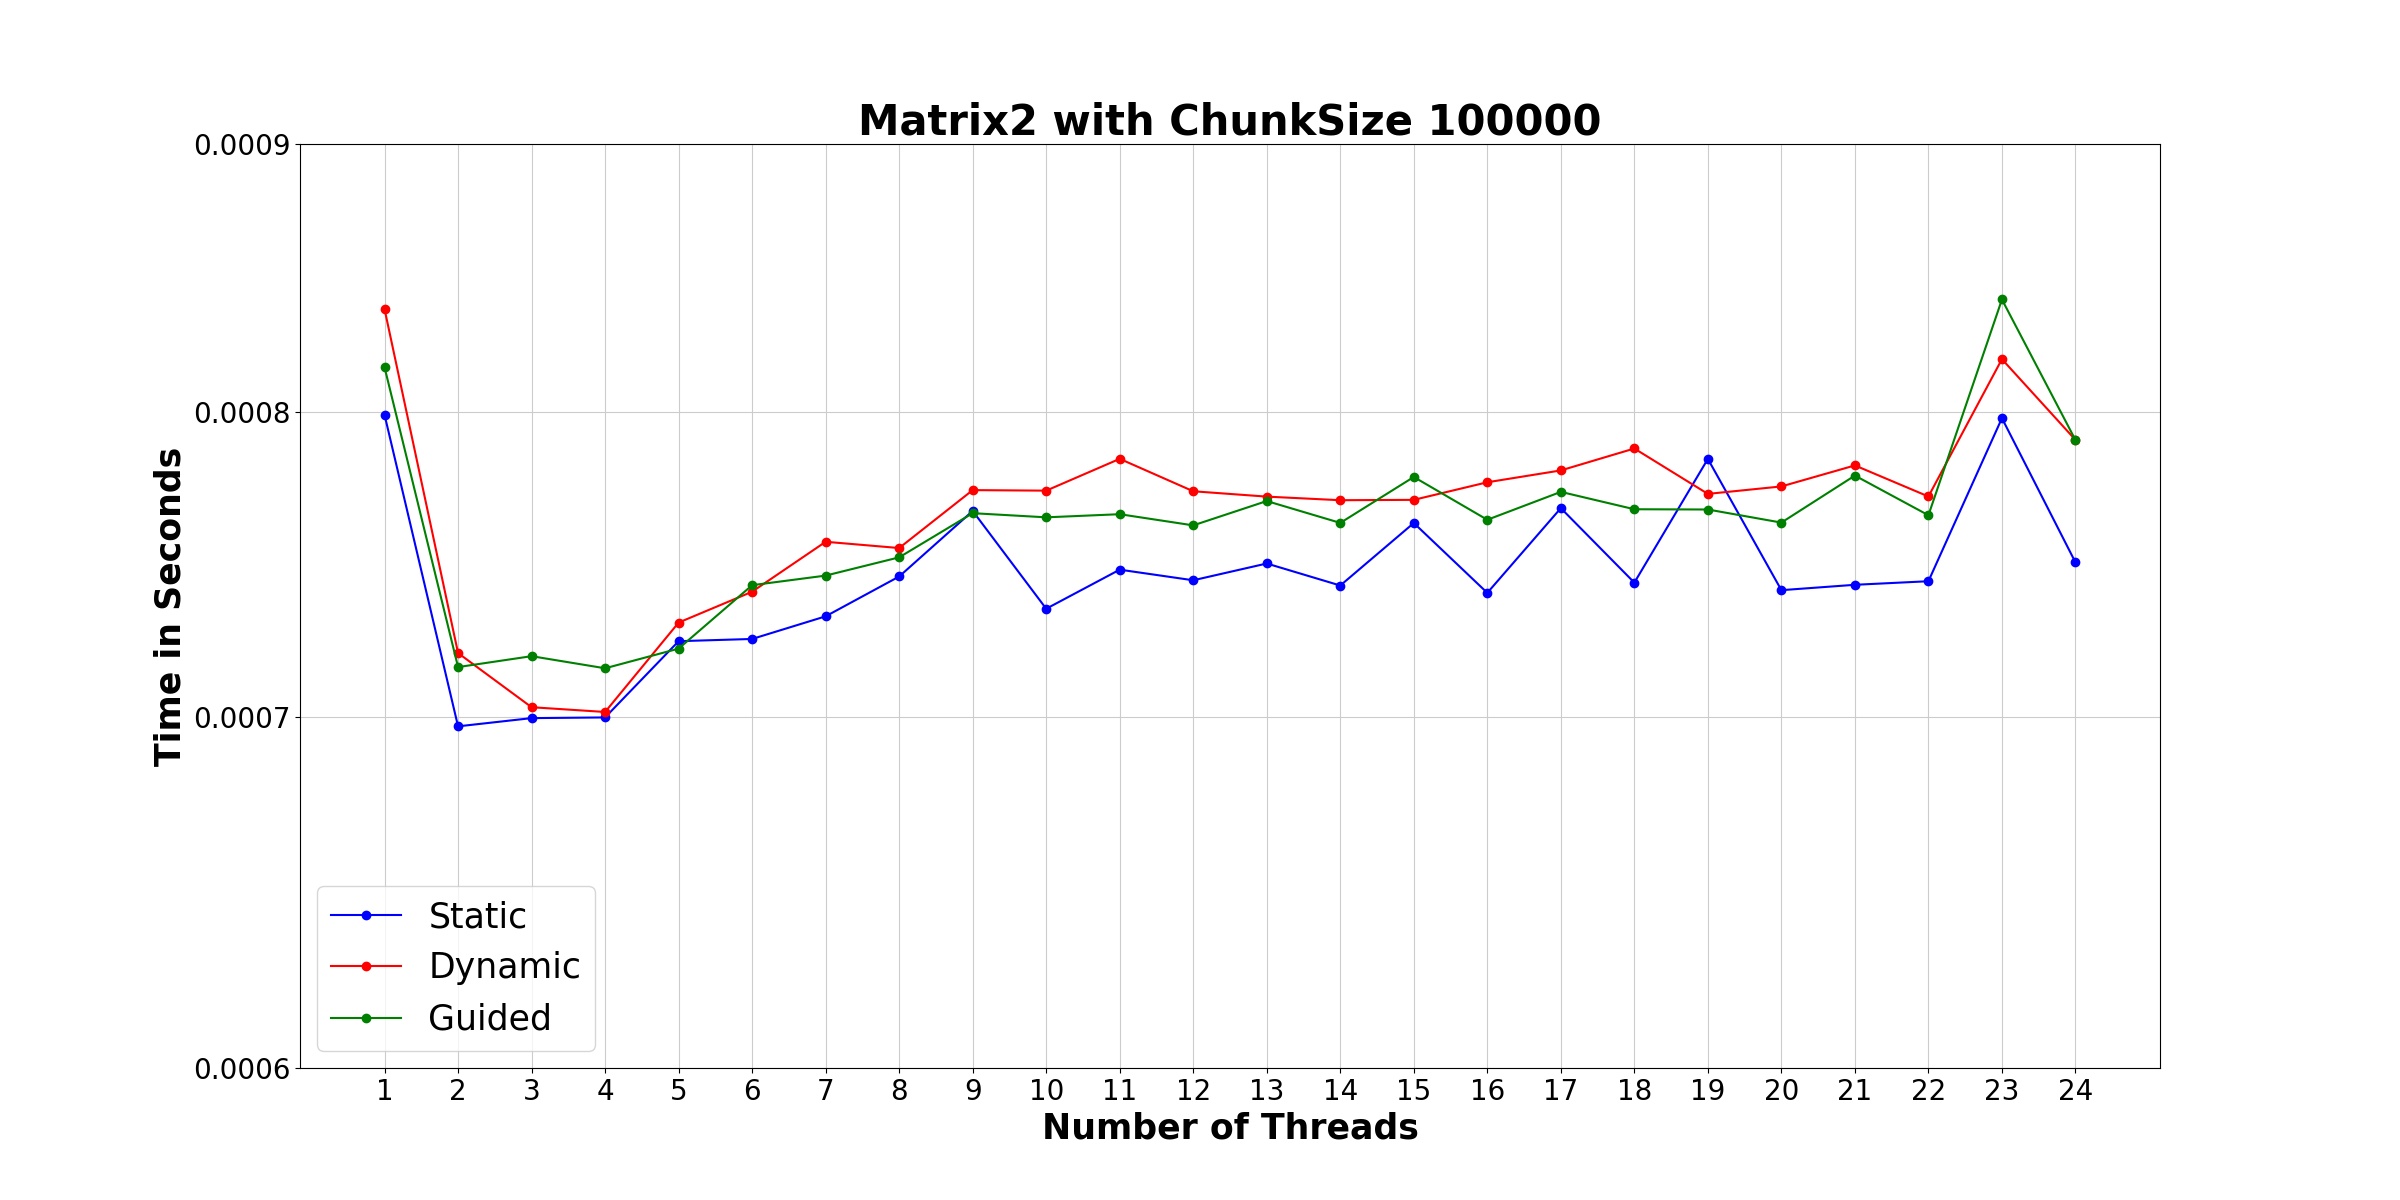 Matrix2 with ChunkSize 100000
0.0009
0.0008
0.0007
0.0006
Time in Seconds
Static
Dynamic
Guided
1 2 3 4 5 6 7 8 9 10 11 12 13 14 15 16 17 18 19 20 21 22 23 24
Number of Threads